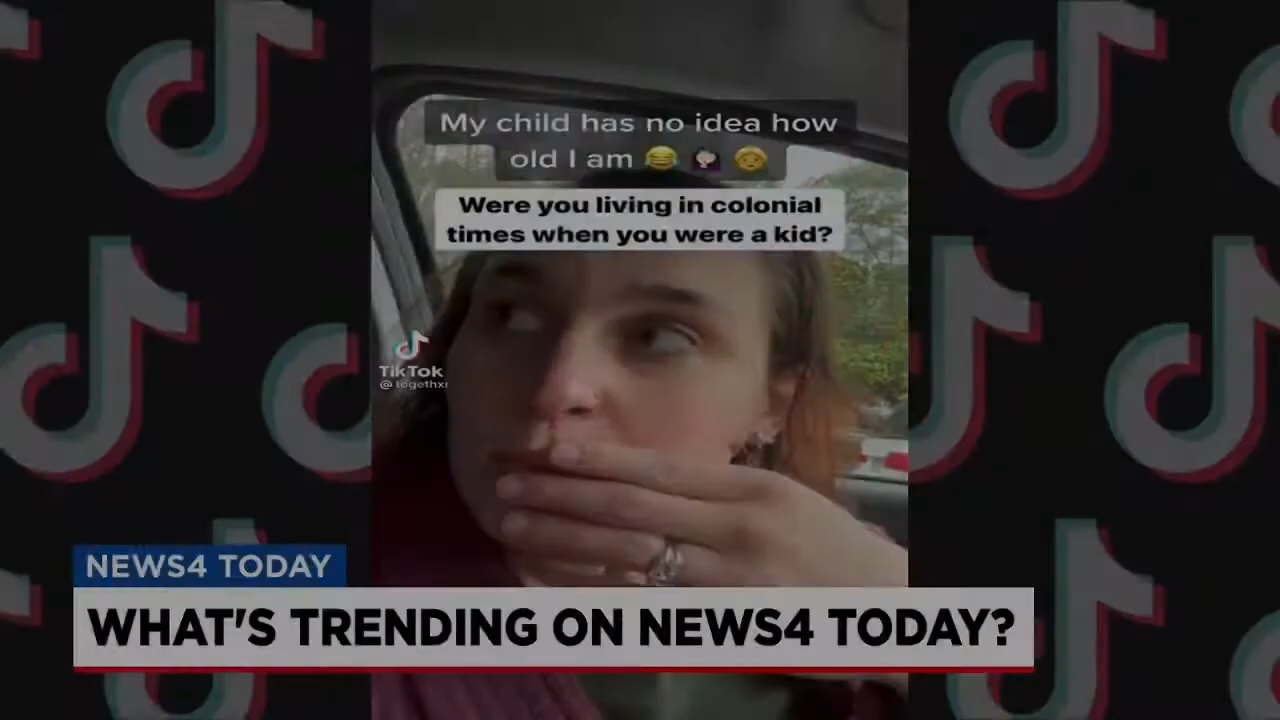 My child has no idea how
old I am 😂 🤦🏻‍♀️ 🙆‍♀️
Were you living in colonial
times when you were a kid?
TikTok
NEWS4 TODAY
WHAT'S TRENDING ON NEWS4 TODAY?